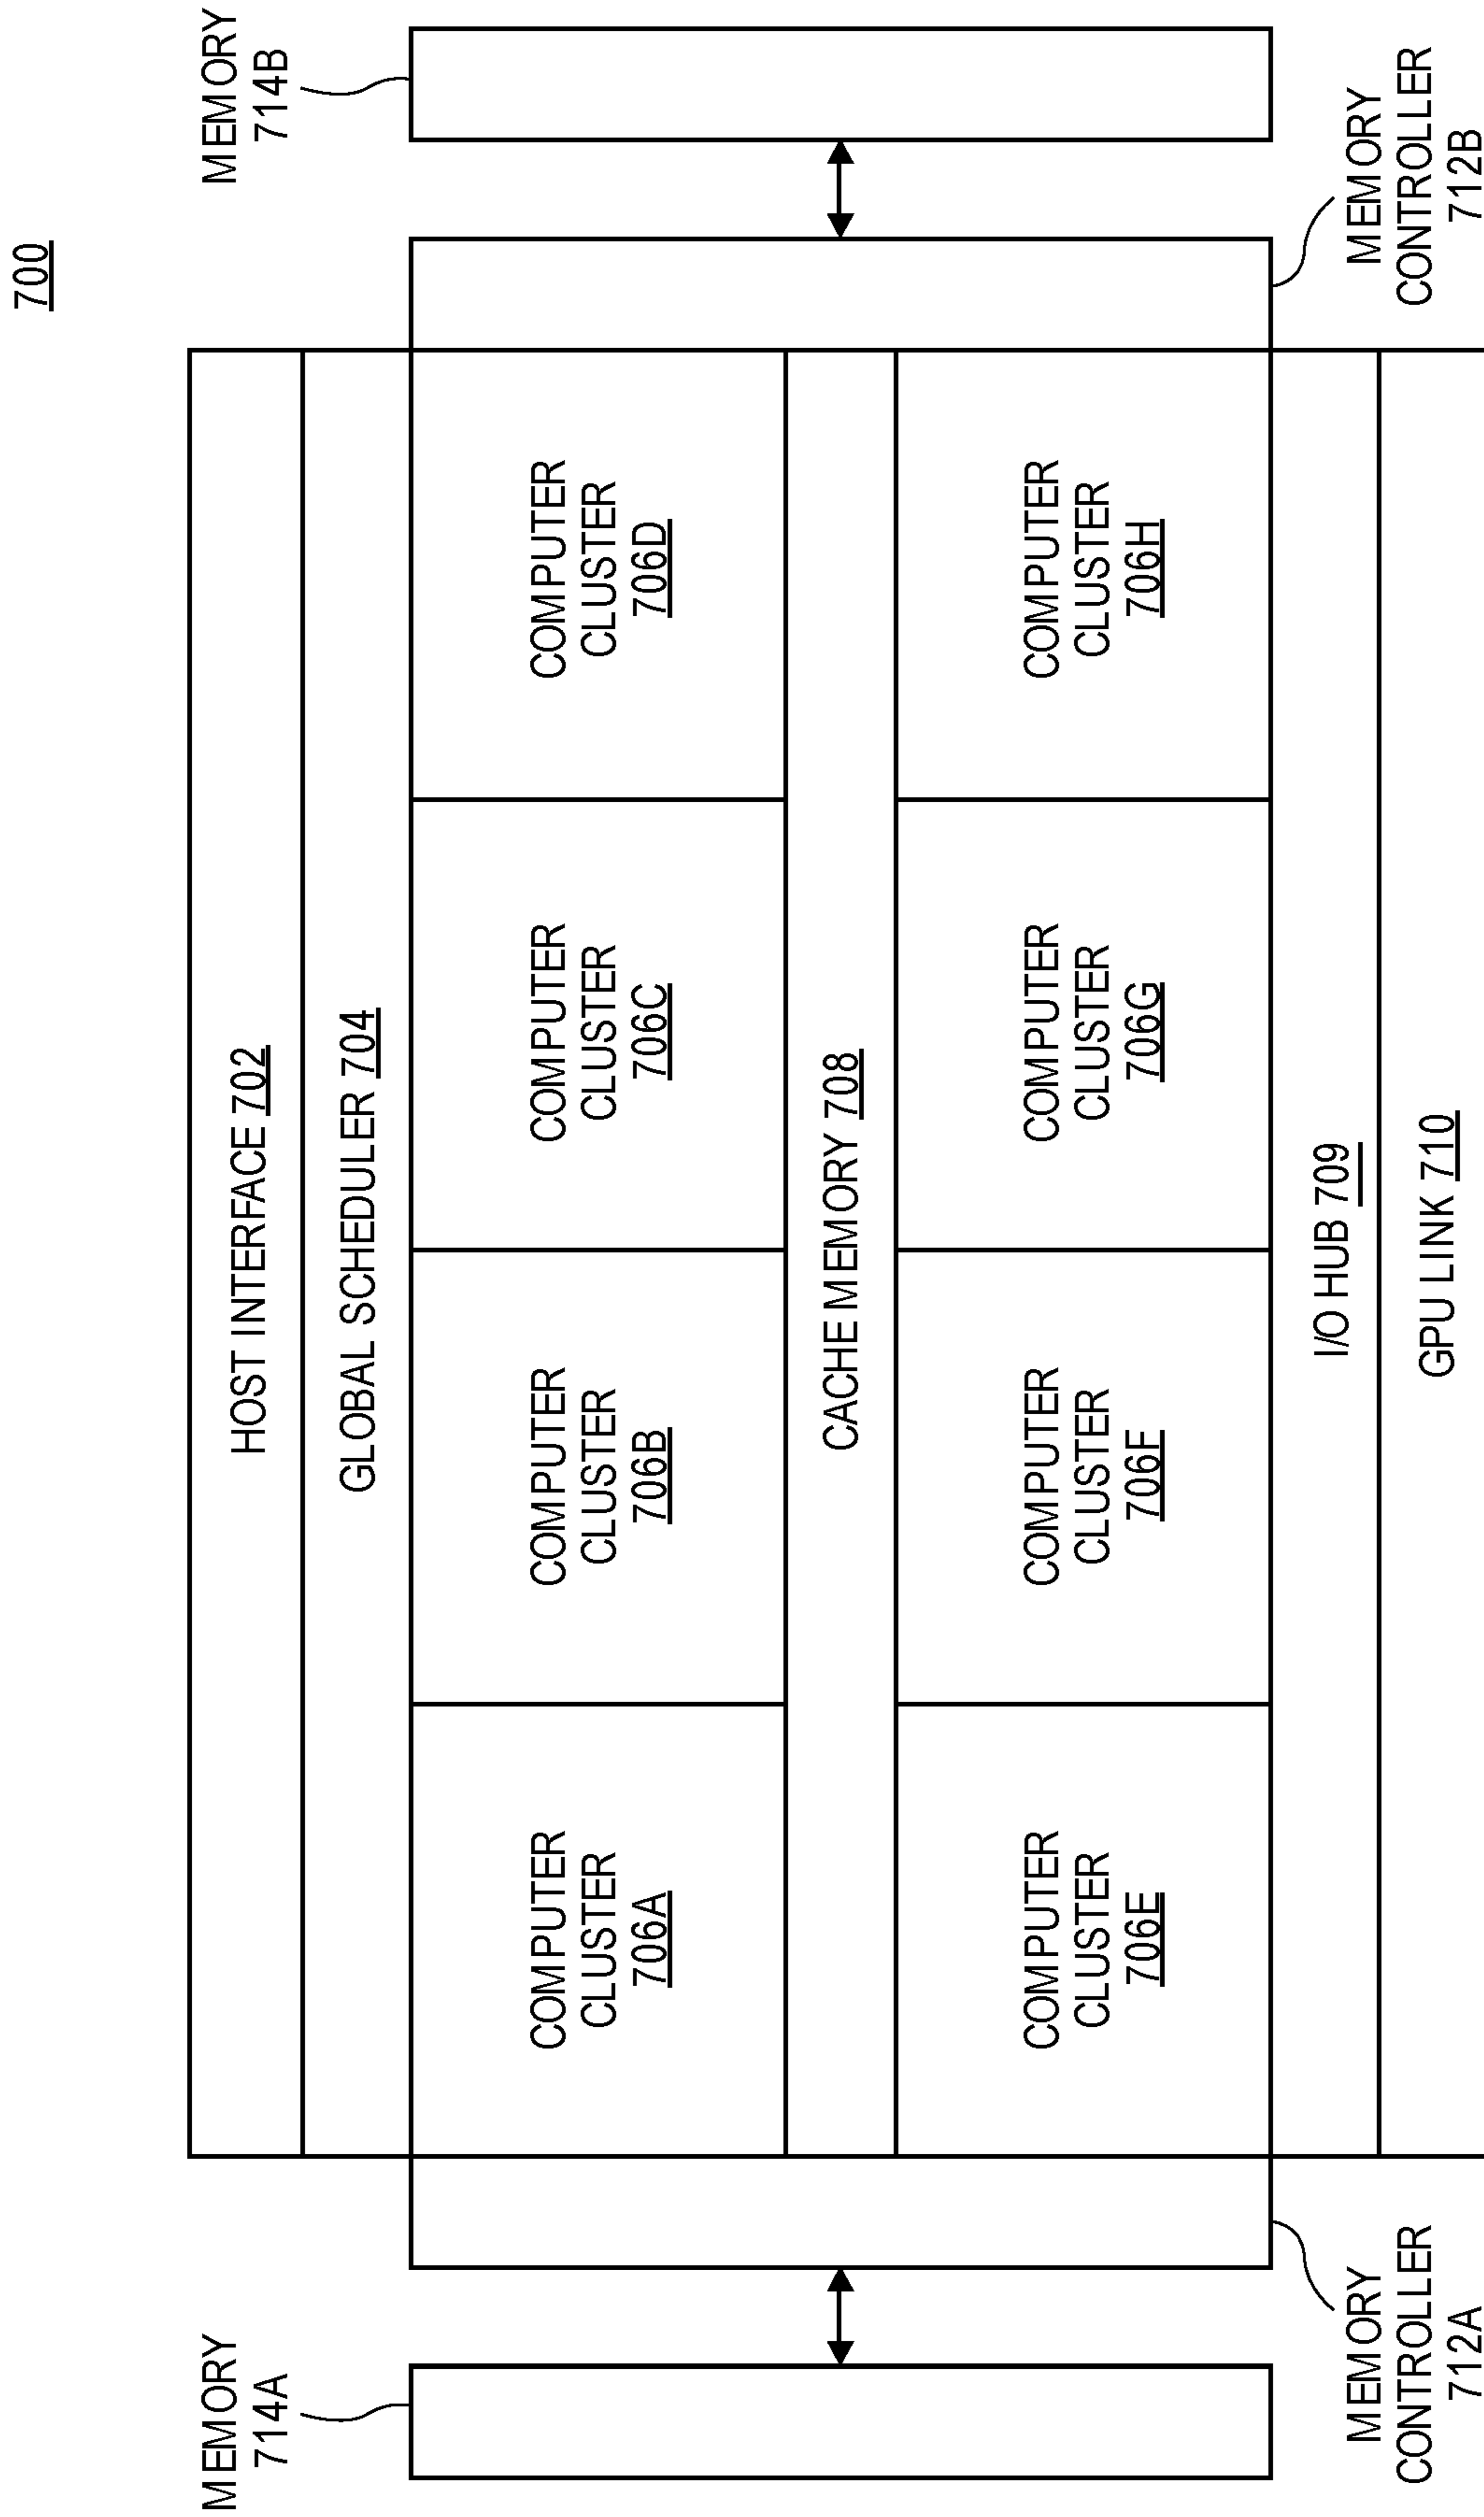 700
MEMORY
714A
HOST INTERFACE 702
MEMORY
714B
GLOBAL SCHEDULER 704
COMPUTER
CLUSTER
706A
COMPUTER
CLUSTER
706B
COMPUTER
CLUSTER
706C
COMPUTER
CLUSTER
706D
CACHE MEMORY 708
COMPUTER
CLUSTER
706E
COMPUTER
CLUSTER
706F
COMPUTER
CLUSTER
706G
COMPUTER
CLUSTER
706H
I/O HUB 709
GPU LINK 710
MEMORY
CONTROLLER
712A
MEMORY
CONTROLLER
712B